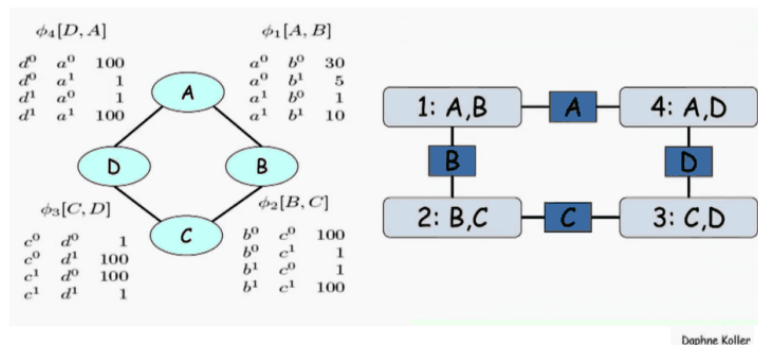 ϕ₄[D, A]
d⁰ a⁰ 100
d⁰ a¹ 1
d¹ a⁰ 1
d¹ a¹ 100
ϕ₁[A, B]
a⁰ b⁰ 30
a⁰ b¹ 5
a¹ b⁰ 1
a¹ b¹ 10
A
D
B
C
ϕ₃[C, D]
c⁰ d⁰ 1
c⁰ d¹ 100
c¹ d⁰ 100
c¹ d¹ 1
ϕ₂[B, C]
b⁰ c⁰ 100
b⁰ c¹ 1
b¹ c⁰ 1
b¹ c¹ 100
1: A,B
A
4: A,D
B
D
2: B,C
C
3: C,D
Daphne Koller